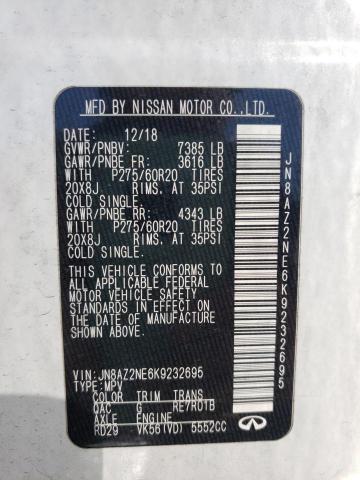 MFD BY NISSAN MOTOR CO.,LTD.
DATE: 12/18
GVWR/PNBV: 7385 LB
GAWR/PNBE FR: 3616 LB
WITH P275/60R20 TIRES
20X8J RIMS, AT 35PSI
COLD SINGLE.
GAWR/PNBE RR: 4343 LB
WITH P275/60R20 TIRES
20X8J RIMS, AT 35PSI
COLD SINGLE.
THIS VEHICLE CONFORMS TO
ALL APPLICABLE FEDERAL
MOTOR VEHICLE SAFETY
STANDARDS IN EFFECT ON
THE DATE OF MANUFACTURE
SHOWN ABOVE.
VIN: JN8AZ2NE6K9232695
TYPE: MPV
COLOR TRIM TRANS
QAC G RE7R01B
AXLE ENGINE
RD29 VK56(VD) 5552CC
INFINITI
JN8AZ2NE6K9232695